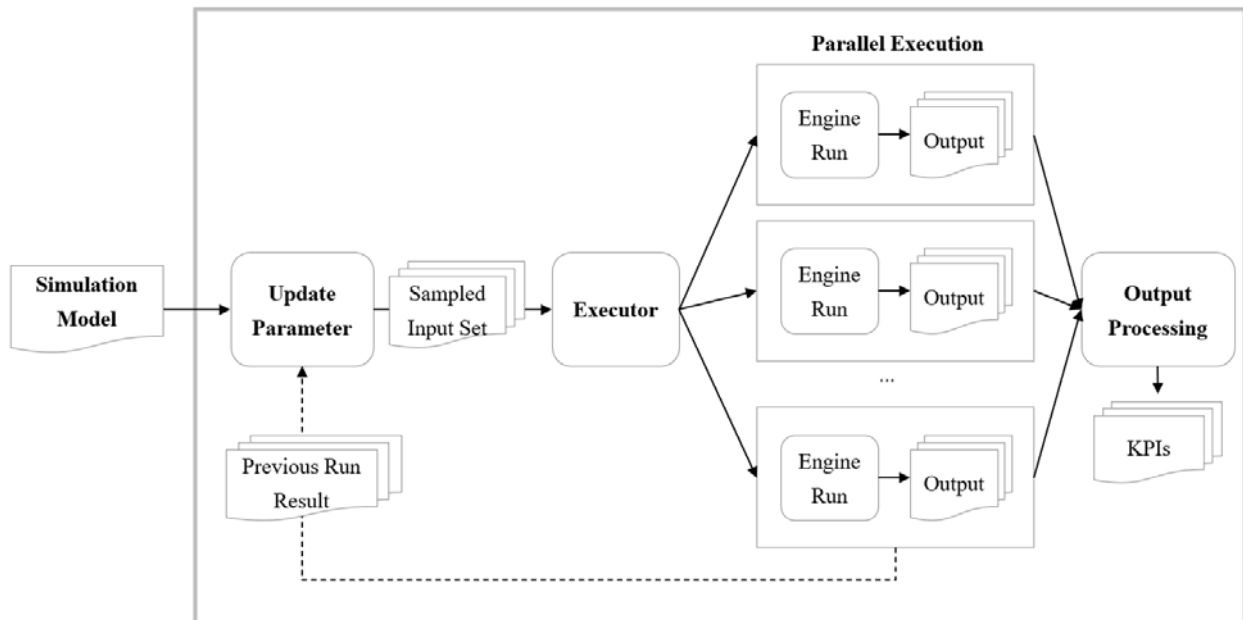 Parallel Execution
Engine
Run
Output
Simulation
Model
Update
Parameter
Sampled
Input Set
Executor
Engine
Run
Output
Output
Processing
...
Previous Run
Result
Engine
Run
Output
KPIs